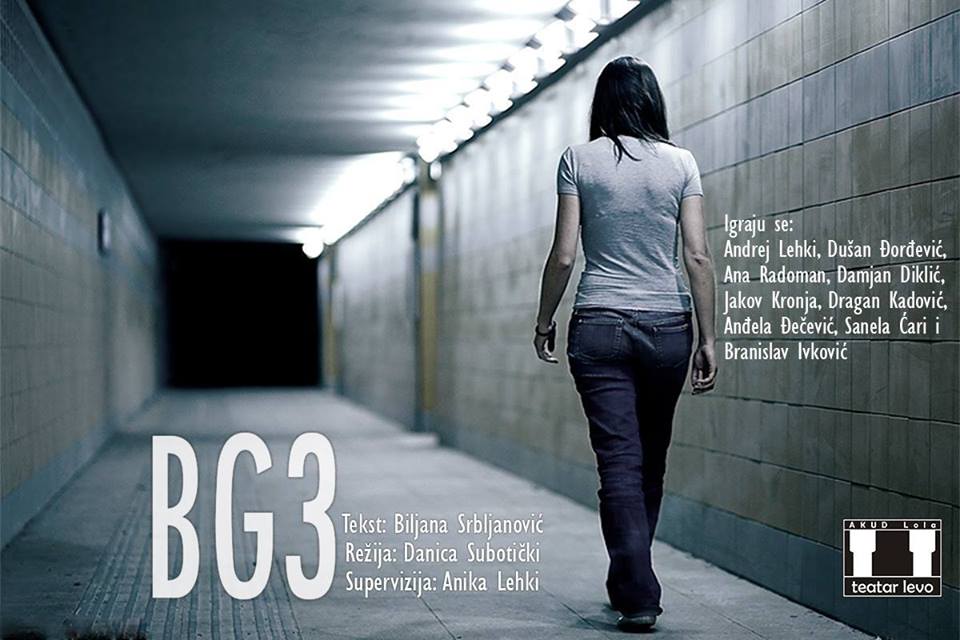 Igraju se:
Andrej Lehki, Dušan Đorđević,
Ana Radoman, Damjan Diklić,
Jakov Kronja, Dragan Kadović,
Anđela Đečević, Sanela Ćari i
Branislav Ivković
BG3
Tekst: Biljana Srbljanović
Režija: Danica Subotički
Supervizija: Anika Lehki
AKUD Lola
teatar levo